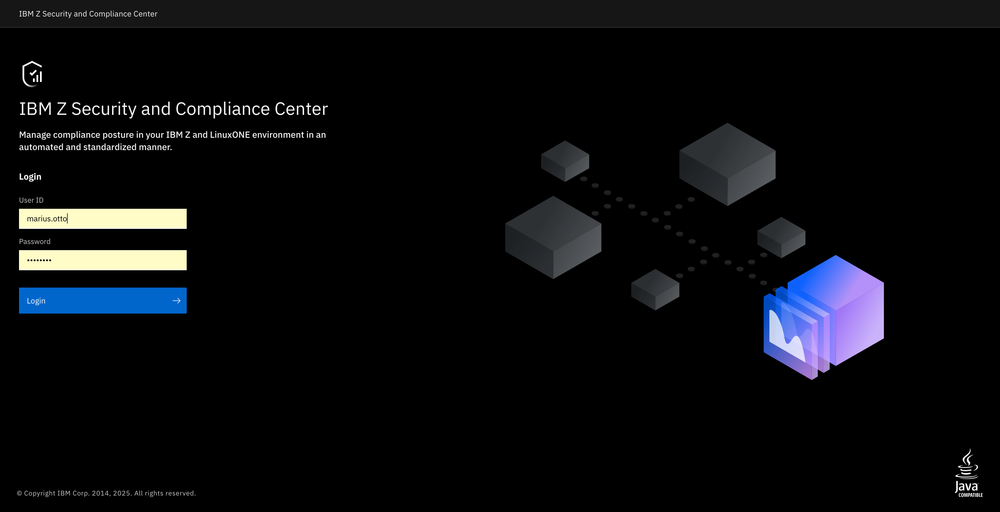 IBM Z Security and Compliance Center
IBM Z Security and Compliance Center
Manage compliance posture in your IBM Z and LinuxONE environment in an
automated and standardized manner.
Login
User ID
marius.otto
Password
••••••••
Login
© Copyright IBM Corp. 2014, 2025. All rights reserved.
Java
COMPATIBLE